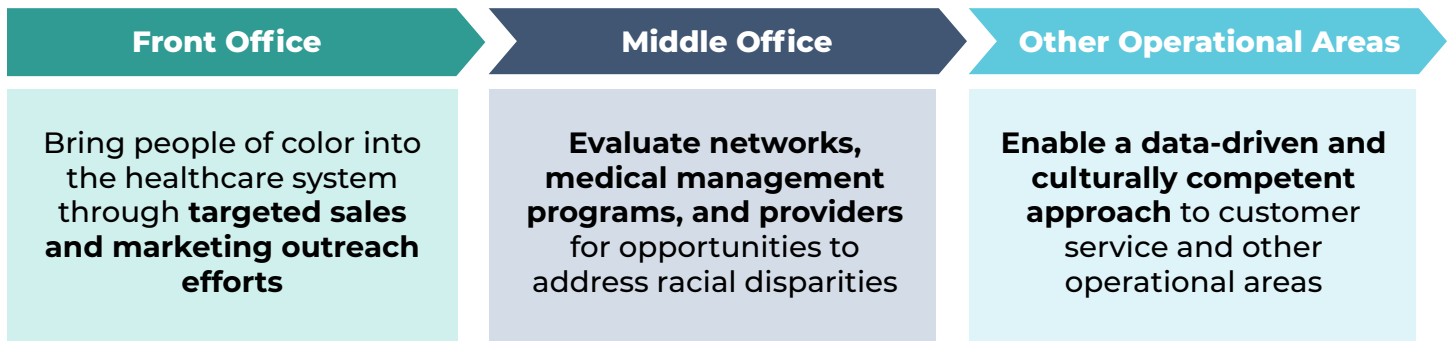 Front Office
Bring people of color into
the healthcare system
through targeted sales
and marketing outreach
efforts
Middle Office
Evaluate networks,
medical management
programs, and providers
for opportunities to
address racial disparities
Other Operational Areas
Enable a data-driven and
culturally competent
approach to customer
service and other
operational areas